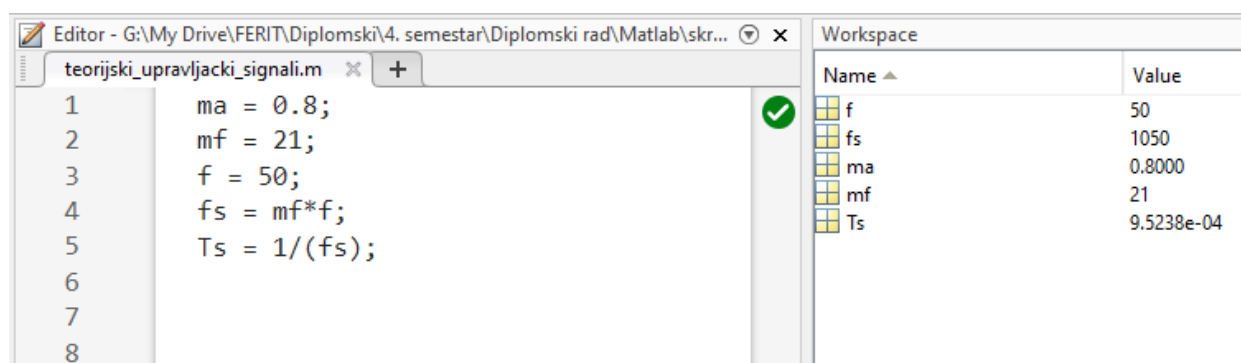 Editor - G:\My Drive\FERIT\Diplomski\4. semestar\Diplomski rad\Matlab\skr...
teorijski_upravljacki_signali.m
1 ma = 0.8;
2 mf = 21;
3 f = 50;
4 fs = mf*f;
5 Ts = 1/(fs);
6
7
8
Workspace
Name Value
f 50
fs 1050
ma 0.8000
mf 21
Ts 9.5238e-04